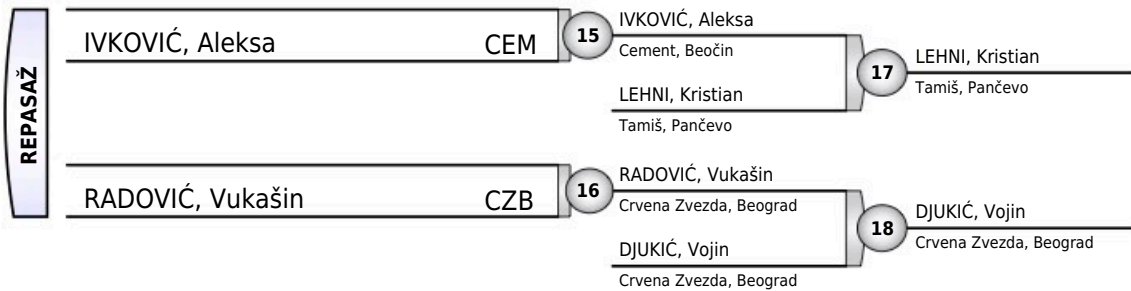 REPASAŽ
IVKOVIĆ, Aleksa CEM
15
IVKOVIĆ, Aleksa
Cement, Beočin
LEHNI, Kristian
Tamiš, Pančevo
17
LEHNI, Kristian
Tamiš, Pančevo
RADOVIĆ, Vukašin CZB
16
RADOVIĆ, Vukašin
Crvena Zvezda, Beograd
DJUKIĆ, Vojin
Crvena Zvezda, Beograd
18
DJUKIĆ, Vojin
Crvena Zvezda, Beograd